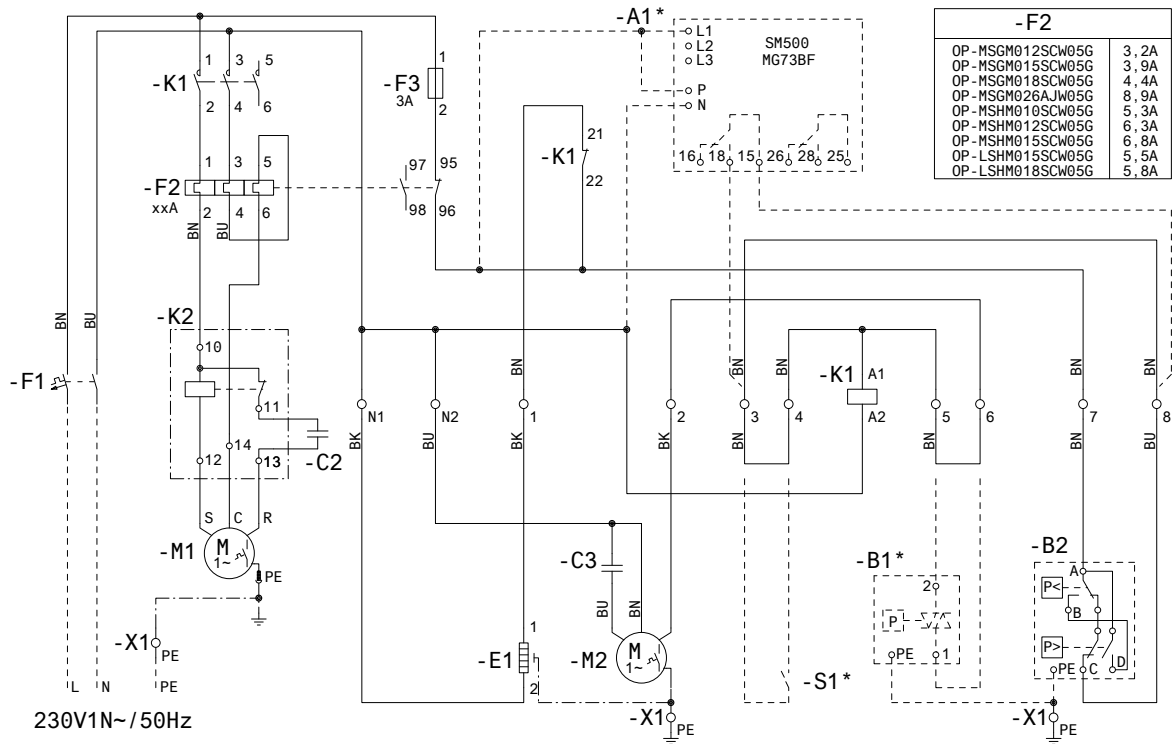 -A1*
L1
L2
L3
P
N
SM500
MG73BF
16 18 15 26 28 25
-F2
OP-MSGM012SCW05G 3,2A
OP-MSGM015SCW05G 3,9A
OP-MSGM018SCW05G 4,4A
OP-MSGM026AJW05G 8,9A
OP-MSHM010SCW05G 5,3A
OP-MSHM012SCW05G 6,3A
OP-MSHM015SCW05G 6,8A
OP-LSHM015SCW05G 5,5A
OP-LSHM018SCW05G 5,8A
1 3 5
-K1
2 4 6
1
-F3
3A
2
21
-K1
22
1 3 5
-F2
xxA
2 4 6
BN BU
97 95
98 96
BN BU
-F1
-K2
10
11
14
12 13
-C2
S C R
-M1
M
1~
PE
-X1
PE
L N PE
230V1N~/50Hz
BN BN BN BN BN BN BN
-K1 A1
A2
N1 N2 1 2 3 4 5 6 7 8
BK BU BK BK BN BN BN BN BU
-C3
BU BN
1
-E1
2
-M2
M
1~
-X1
PE
-S1*
-B1*
2
P
PE 1
-B2
A
P<
B
P>
PE C D
-X1
PE